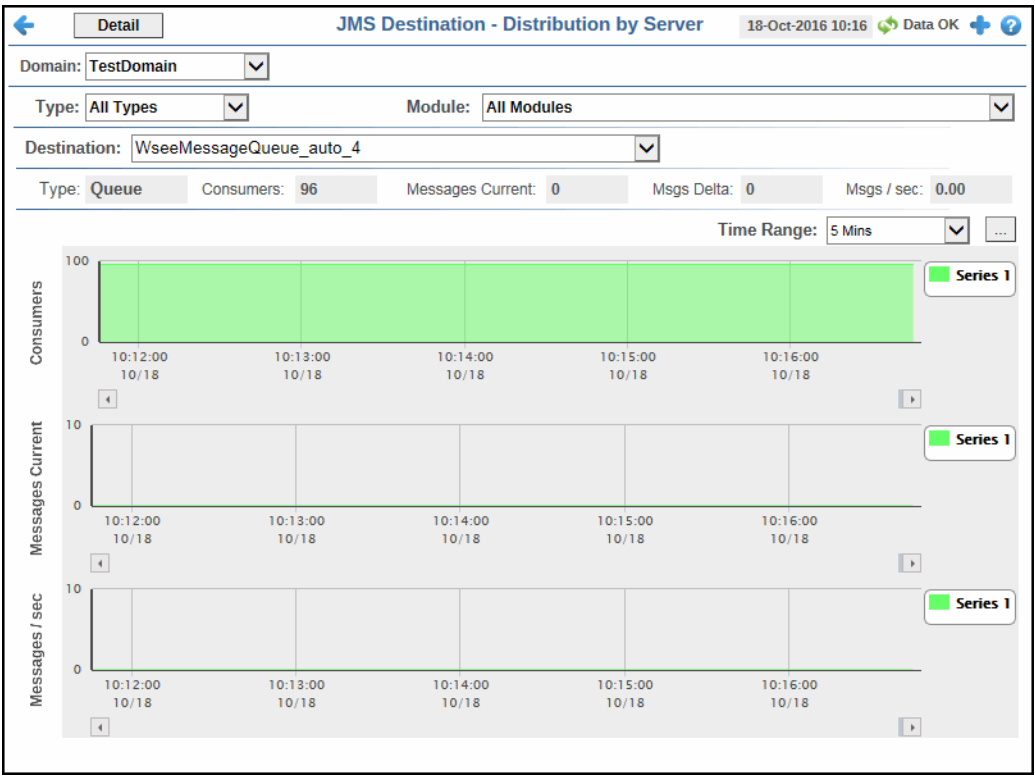 Detail JMS Destination - Distribution by Server 18-Oct-2016 10:16 Data OK
Domain: TestDomain
Type: All Types Module: All Modules
Destination: WseeMessageQueue_auto_4
Type: Queue Consumers: 96 Messages Current: 0 Msgs Delta: 0 Msgs / sec: 0.00
Time Range: 5 Mins ...
Consumers
100
0
Series 1
10:12:00 10:13:00 10:14:00 10:15:00 10:16:00
10/18 10/18 10/18 10/18 10/18
Messages Current
10
0
Series 1
10:12:00 10:13:00 10:14:00 10:15:00 10:16:00
10/18 10/18 10/18 10/18 10/18
Messages / sec
10
0
Series 1
10:12:00 10:13:00 10:14:00 10:15:00 10:16:00
10/18 10/18 10/18 10/18 10/18